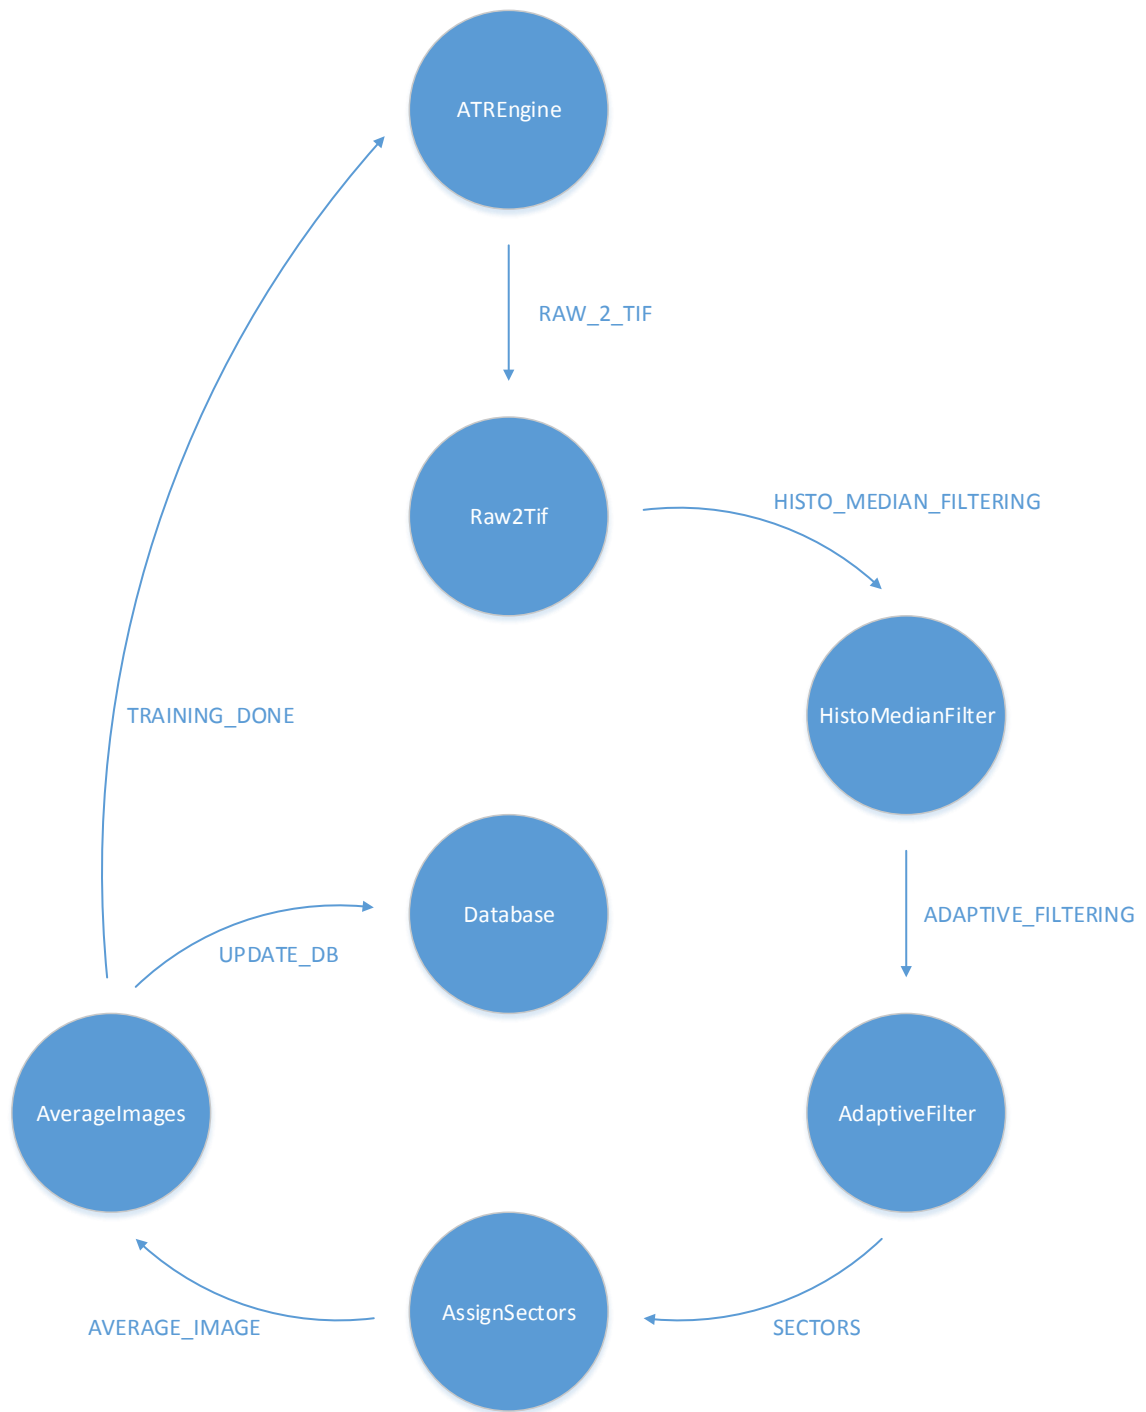 ATREngine
RAW_2_TIF
HISTO_MEDIAN_FILTERING
Raw2Tif
TRAINING_DONE
HistoMedianFilter
Database
ADAPTIVE_FILTERING
UPDATE_DB
AverageImages
AdaptiveFilter
AssignSectors
AVERAGE_IMAGE
SECTORS